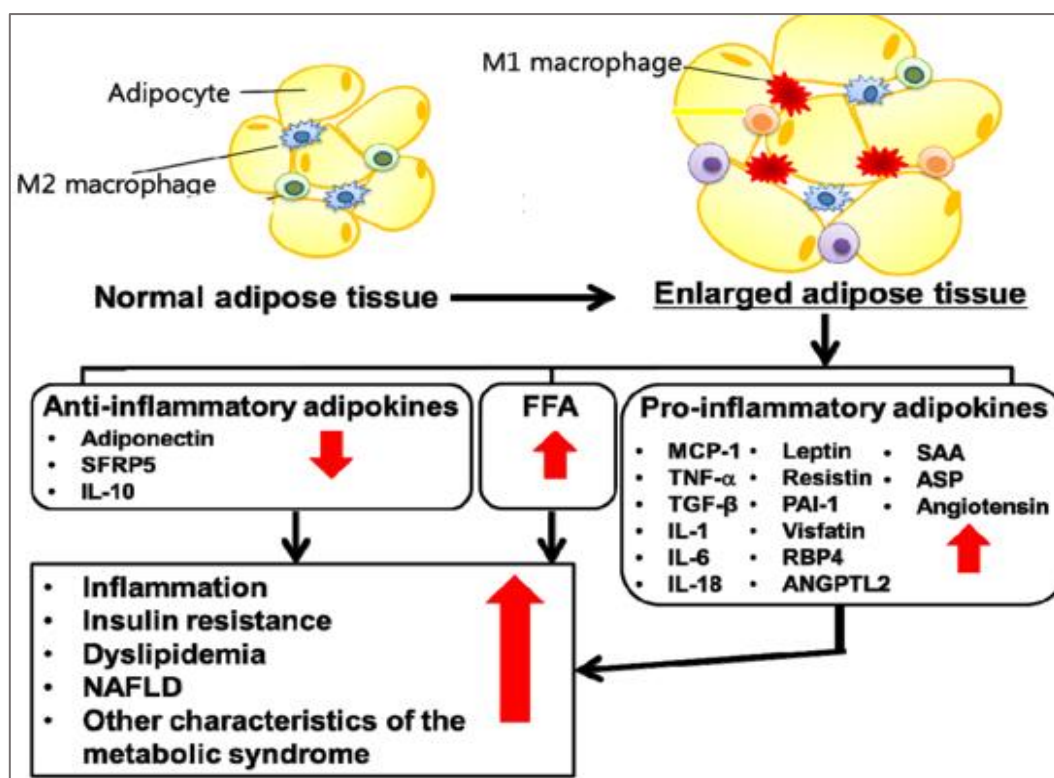 Adipocyte
M2 macrophage
M1 macrophage
Normal adipose tissue
Enlarged adipose tissue
Anti-inflammatory adipokines
• Adiponectin
• SFRP5
• IL-10
FFA
Pro-inflammatory adipokines
• MCP-1
• TNF-α
• TGF-β
• IL-1
• IL-6
• IL-18
• Leptin
• Resistin
• PAI-1
• Visfatin
• RBP4
• ANGPTL2
• SAA
• ASP
• Angiotensin
• Inflammation
• Insulin resistance
• Dyslipidemia
• NAFLD
• Other characteristics of the
metabolic syndrome